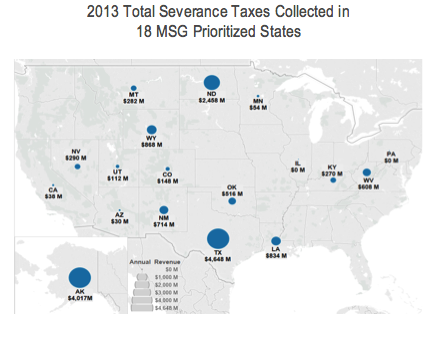 2013 Total Severance Taxes Collected in
18 MSG Prioritized States
MT
$282 M
ND
$2,458 M
MN
$54 M
WY
$868 M
NV
$290 M
UT
$112 M
CO
$148 M
IL
$0 M
KY
$270 M
PA
$0 M
WV
$608 M
CA
$38 M
OK
$516 M
AZ
$30 M
NM
$714 M
TX
$4,648 M
LA
$834 M
AK
$4,017M
Annual Revenue
$0 M
$1,000 M
$2,000 M
$3,000 M
$4,000 M
$4,648 M